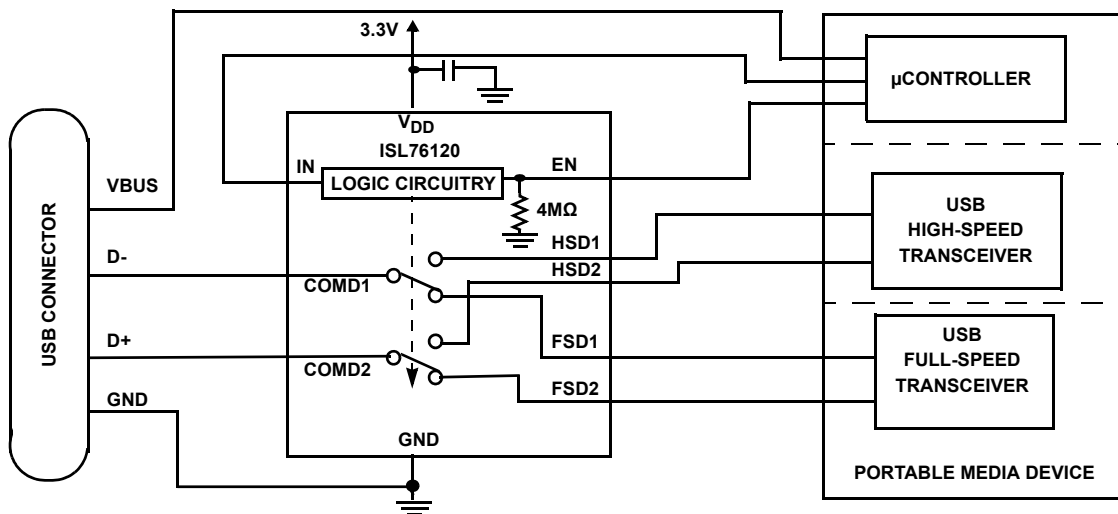 3.3V
µCONTROLLER
VDD
ISL76120
IN
EN
LOGIC CIRCUITRY
4MΩ
USB CONNECTOR
VBUS
D-
D+
GND
COMD1
COMD2
HSD1
HSD2
FSD1
FSD2
GND
USB
HIGH-SPEED
TRANSCEIVER
USB
FULL-SPEED
TRANSCEIVER
PORTABLE MEDIA DEVICE